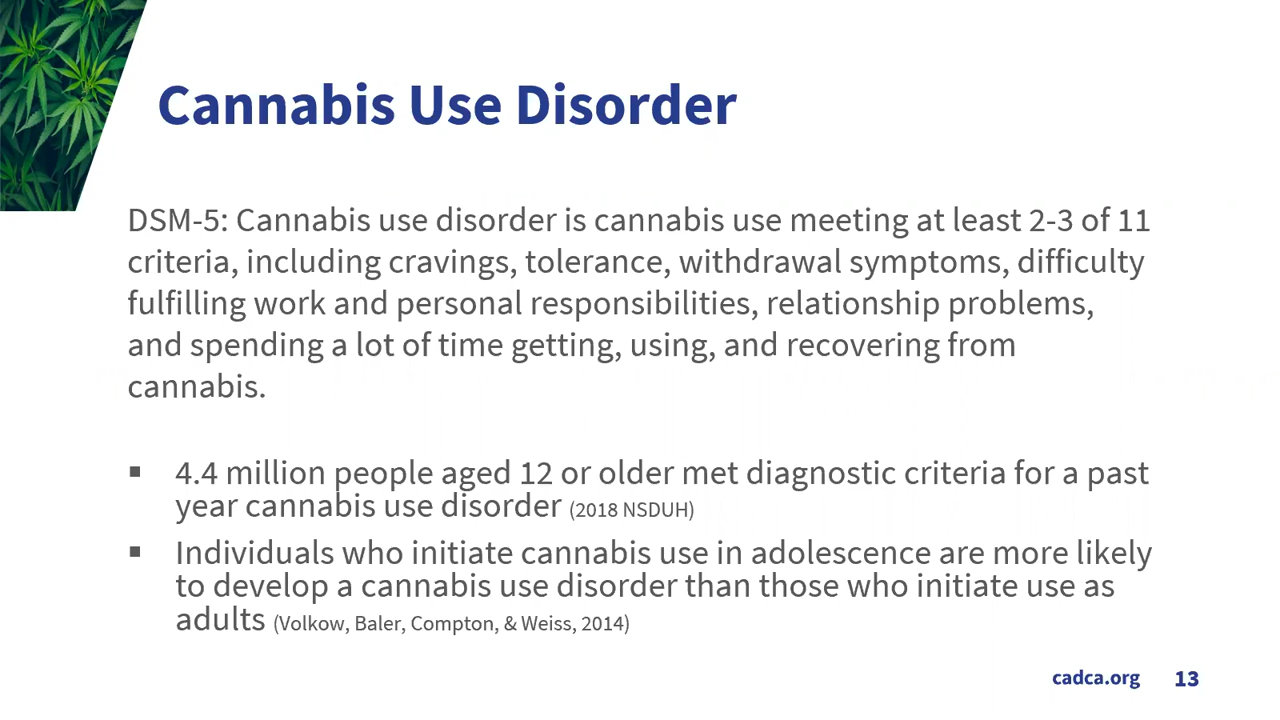 Cannabis Use Disorder
DSM-5: Cannabis use disorder is cannabis use meeting at least 2-3 of 11
criteria, including cravings, tolerance, withdrawal symptoms, difficulty
fulfilling work and personal responsibilities, relationship problems,
and spending a lot of time getting, using, and recovering from
cannabis.
▪ 4.4 million people aged 12 or older met diagnostic criteria for a past
year cannabis use disorder (2018 NSDUH)
▪ Individuals who initiate cannabis use in adolescence are more likely
to develop a cannabis use disorder than those who initiate use as
adults (Volkow, Baler, Compton, & Weiss, 2014)
cadca.org 13